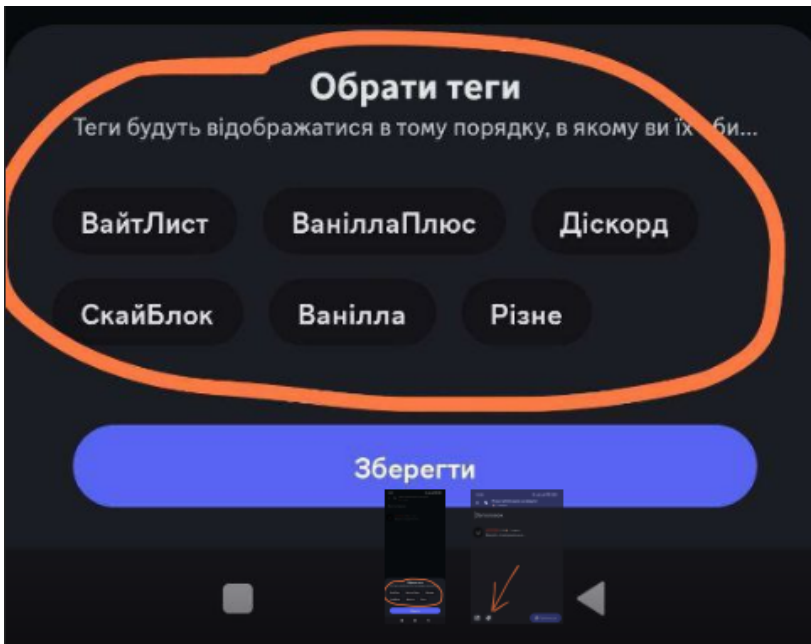 Обрати теги
Теги будуть відображатися в тому порядку, в якому ви їх
ВайтЛист ВаніллаПлюс Діскорд
СкайБлок Ванілла Різне
Зберегти